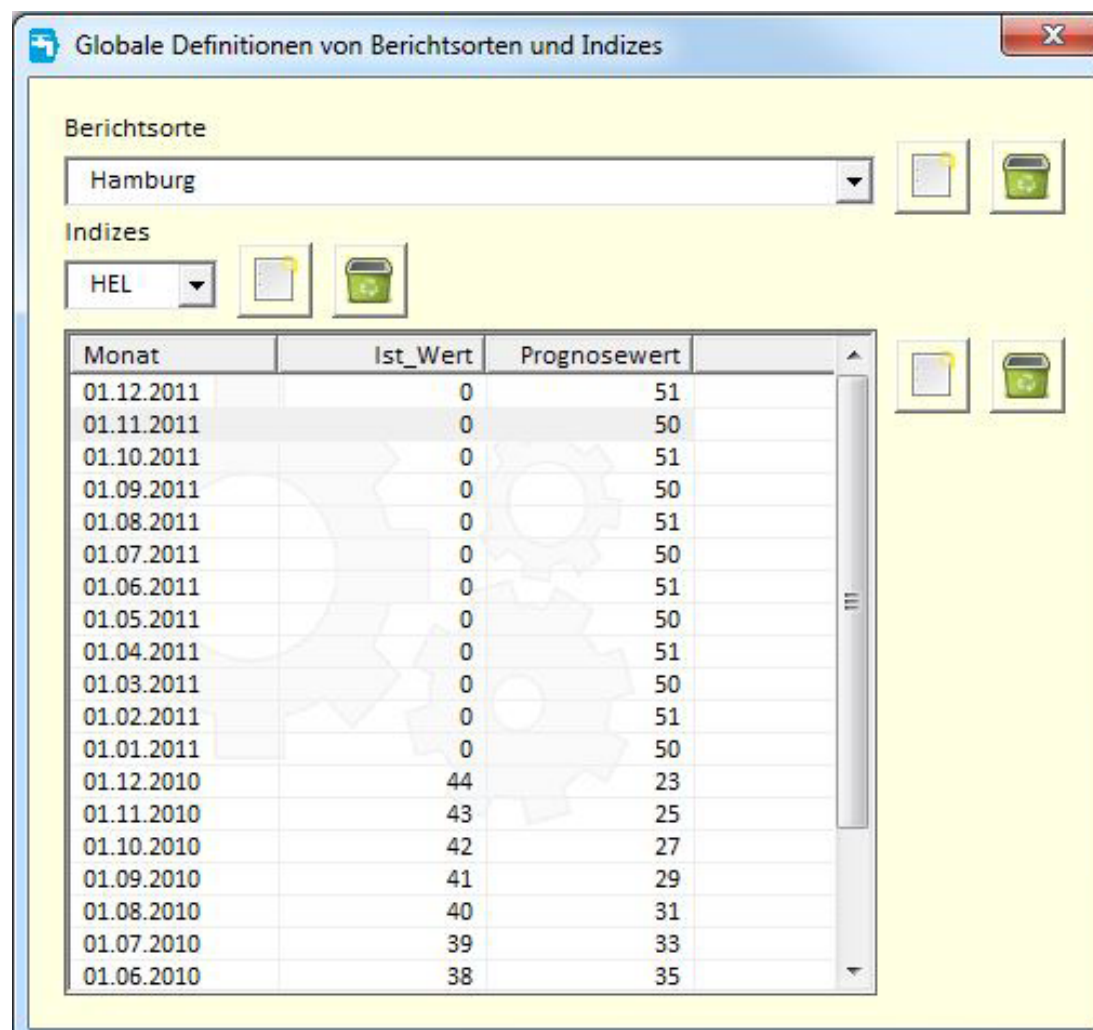 Globale Definitionen von Berichtsorten und Indizes
Berichtsorte
Hamburg
Indizes
HEL
Monat Ist_Wert Prognosewert
01.12.2011 0 51
01.11.2011 0 50
01.10.2011 0 51
01.09.2011 0 50
01.08.2011 0 51
01.07.2011 0 50
01.06.2011 0 51
01.05.2011 0 50
01.04.2011 0 51
01.03.2011 0 50
01.02.2011 0 51
01.01.2011 0 50
01.12.2010 44 23
01.11.2010 43 25
01.10.2010 42 27
01.09.2010 41 29
01.08.2010 40 31
01.07.2010 39 33
01.06.2010 38 35